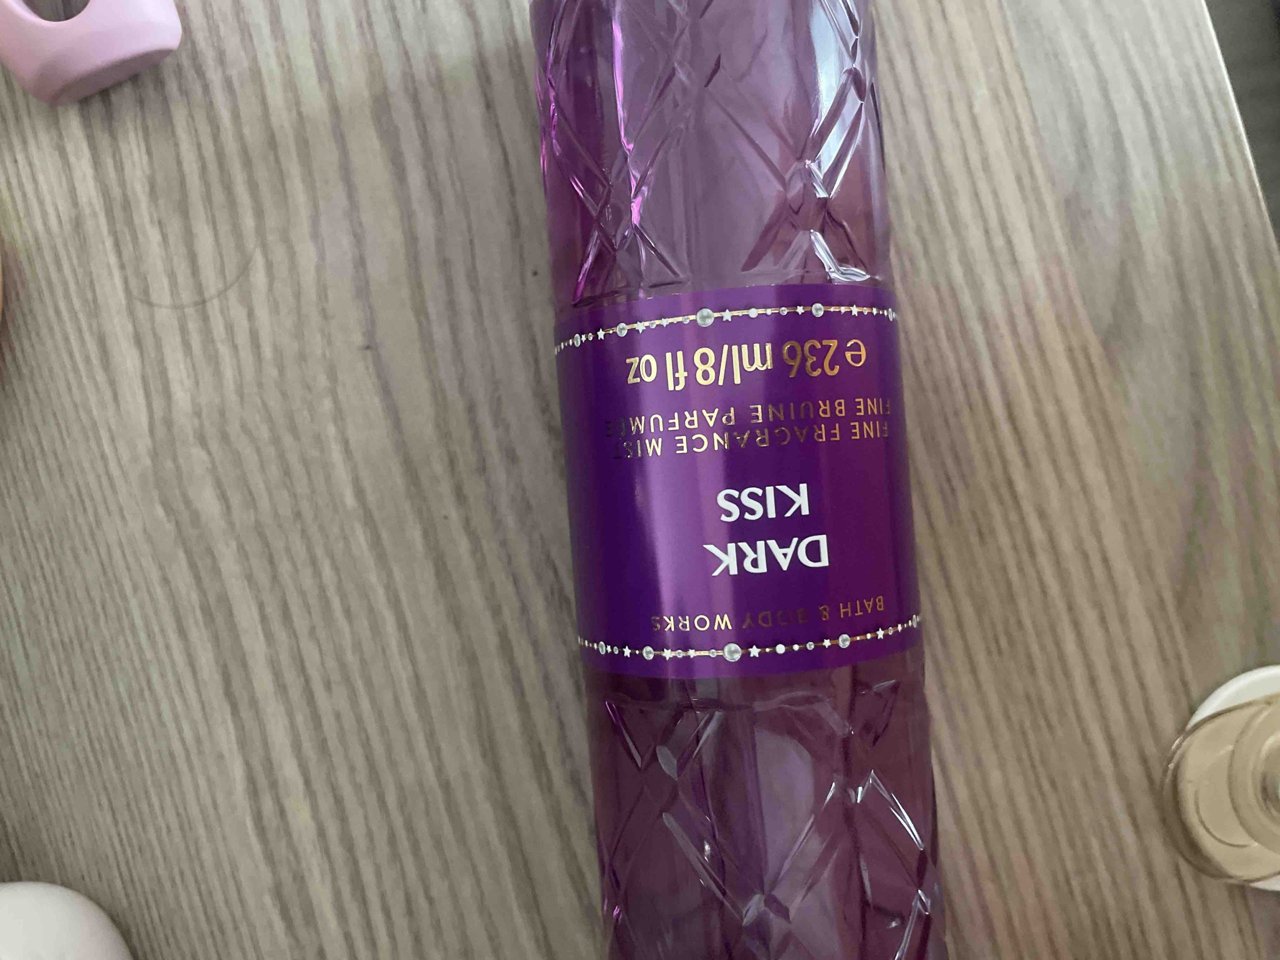 BATH & BODY WORKS
DARK
KISS
FINE FRAGRANCE MIST
FINE BRUINE PARFUMÉE
e 236 ml/8 fl oz